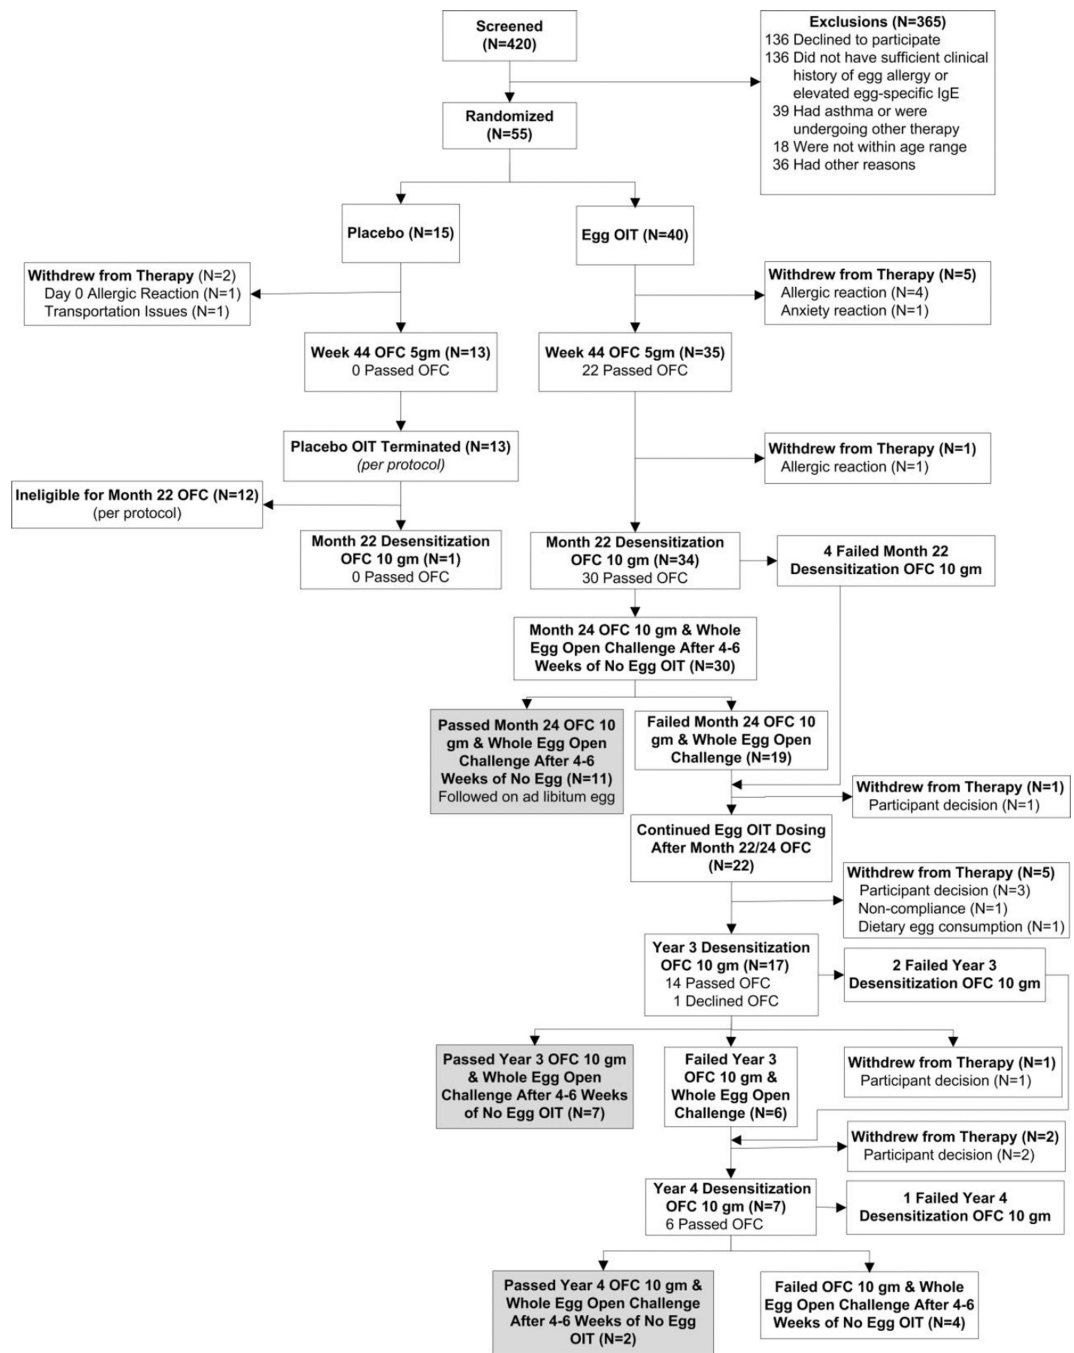 Screened
(N=420)
Exclusions (N=365)
136 Declined to participate
136 Did not have sufficient clinical
history of egg allergy or
elevated egg-specific IgE
39 Had asthma or were
undergoing other therapy
18 Were not within age range
36 Had other reasons
Randomized
(N=55)
Placebo (N=15)
Egg OIT (N=40)
Withdrew from Therapy (N=2)
Day 0 Allergic Reaction (N=1)
Transportation Issues (N=1)
Withdrew from Therapy (N=5)
Allergic reaction (N=4)
Anxiety reaction (N=1)
Week 44 OFC 5gm (N=13)
0 Passed OFC
Week 44 OFC 5gm (N=35)
22 Passed OFC
Placebo OIT Terminated (N=13)
(per protocol)
Withdrew from Therapy (N=1)
Allergic reaction (N=1)
Ineligible for Month 22 OFC (N=12)
(per protocol)
Month 22 Desensitization
OFC 10 gm (N=1)
0 Passed OFC
Month 22 Desensitization
OFC 10 gm (N=34)
30 Passed OFC
4 Failed Month 22
Desensitization OFC 10 gm
Month 24 OFC 10 gm & Whole
Egg Open Challenge After 4-6
Weeks of No Egg OIT (N=30)
Passed Month 24 OFC 10
gm & Whole Egg Open
Challenge After 4-6
Weeks of No Egg (N=11)
Followed on ad libitum egg
Failed Month 24 OFC 10
gm & Whole Egg Open
Challenge (N=19)
Withdrew from Therapy (N=1)
Participant decision (N=1)
Continued Egg OIT Dosing
After Month 22/24 OFC
(N=22)
Withdrew from Therapy (N=5)
Participant decision (N=3)
Non-compliance (N=1)
Dietary egg consumption (N=1)
Year 3 Desensitization
OFC 10 gm (N=17)
14 Passed OFC
1 Declined OFC
2 Failed Year 3
Desensitization OFC 10 gm
Passed Year 3 OFC 10 gm
& Whole Egg Open
Challenge After 4-6 Weeks
of No Egg OIT (N=7)
Failed Year 3
OFC 10 gm &
Whole Egg Open
Challenge (N=6)
Withdrew from Therapy (N=1)
Participant decision (N=1)
Withdrew from Therapy (N=2)
Participant decision (N=2)
Year 4 Desensitization
OFC 10 gm (N=7)
6 Passed OFC
1 Failed Year 4
Desensitization OFC 10 gm
Passed Year 4 OFC 10 gm &
Whole Egg Open Challenge
After 4-6 Weeks of No Egg
OIT (N=2)
Failed OFC 10 gm & Whole
Egg Open Challenge After 4-6
Weeks of No Egg OIT (N=4)